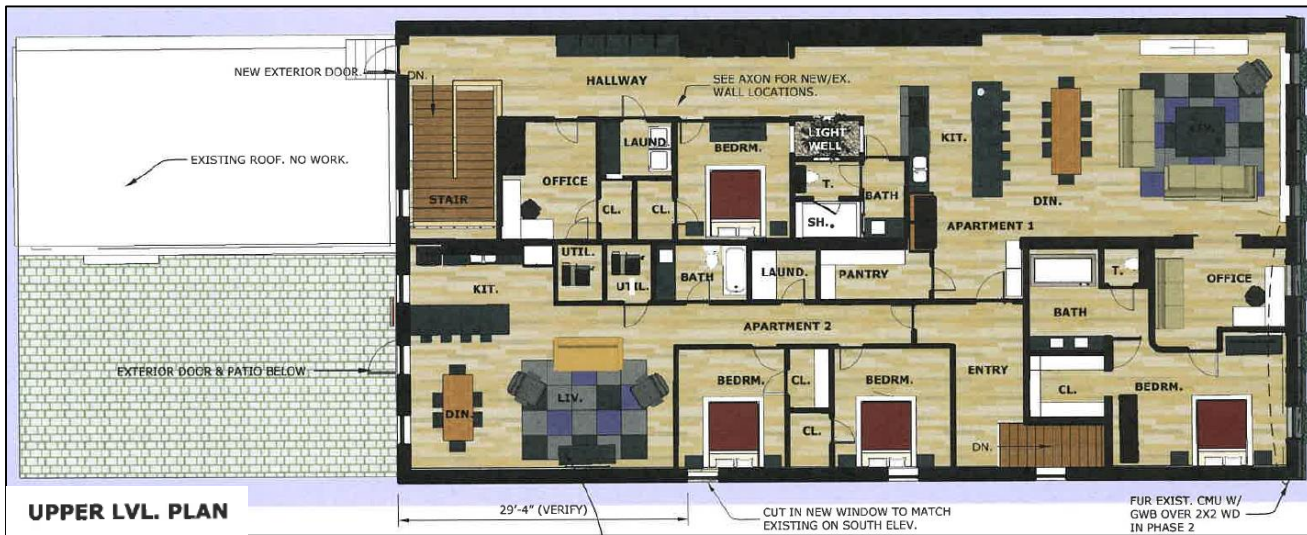 NEW EXTERIOR DOOR.
DN.
HALLWAY
SEE AXON FOR NEW/EX.
WALL LOCATIONS.
EXISTING ROOF. NO WORK.
STAIR
OFFICE
LAUND.
CL.
CL.
BEDRM.
LIGHT
WELL
T.
SH.
BATH
KIT.
DIN.
LIV.
APARTMENT 1
UTIL.
UTIL.
BATH
LAUND.
PANTRY
T.
OFFICE
KIT.
BATH
APARTMENT 2
EXTERIOR DOOR & PATIO BELOW
DIN.
LIV.
BEDRM.
CL.
CL.
BEDRM.
ENTRY
DN.
CL.
BEDRM.
UPPER LVL. PLAN
29'-4" (VERIFY)
CUT IN NEW WINDOW TO MATCH
EXISTING ON SOUTH ELEV.
FUR EXIST. CMU W/
GWB OVER 2X2 WD
IN PHASE 2